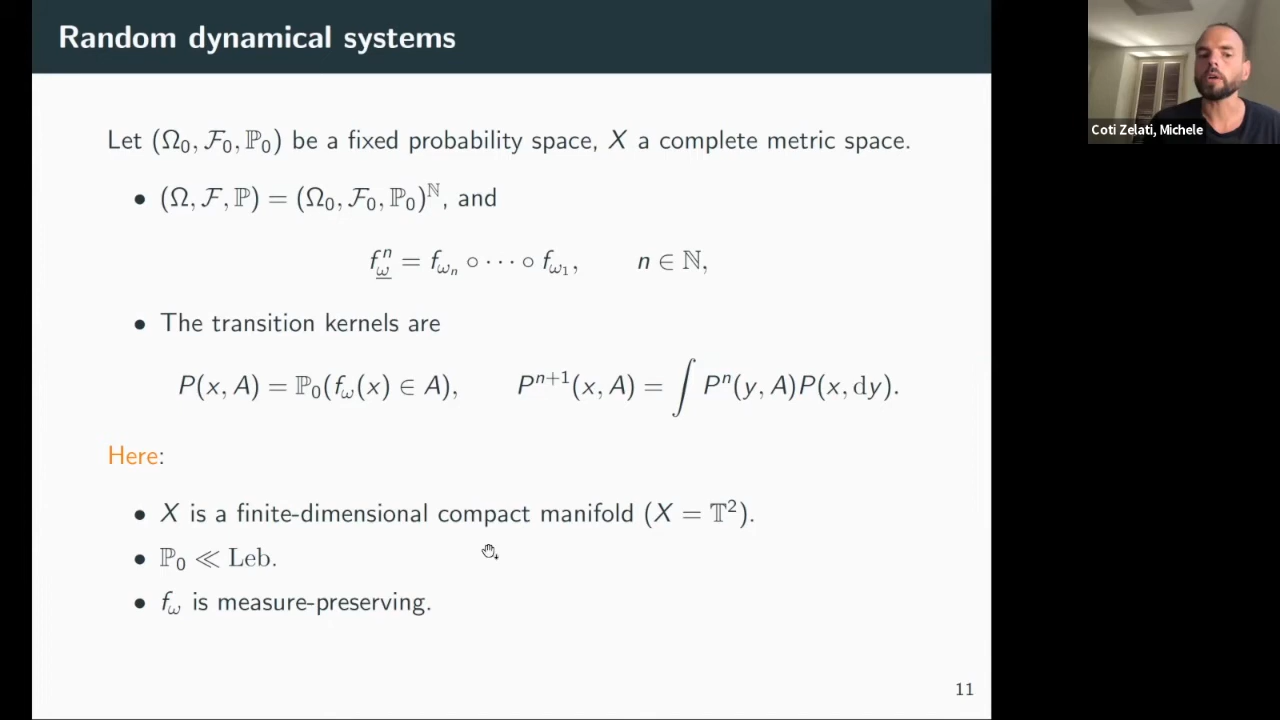 Random dynamical systems
Coti Zelati, Michele
Let (Ω₀, ℱ₀, ℙ₀) be a fixed probability space, X a complete metric space.
• (Ω, ℱ, ℙ) = (Ω₀, ℱ₀, ℙ₀)^ℕ, and
f_ω̲^n = f_{ω_n} ∘ ⋯ ∘ f_{ω_1}, n ∈ ℕ,
• The transition kernels are
P(x, A) = ℙ₀(f_ω(x) ∈ A), P^{n+1}(x, A) = ∫ P^n(y, A)P(x, dy).
Here:
• X is a finite-dimensional compact manifold (X = 𝕋²).
• ℙ₀ ≪ Leb.
• f_ω is measure-preserving.
11